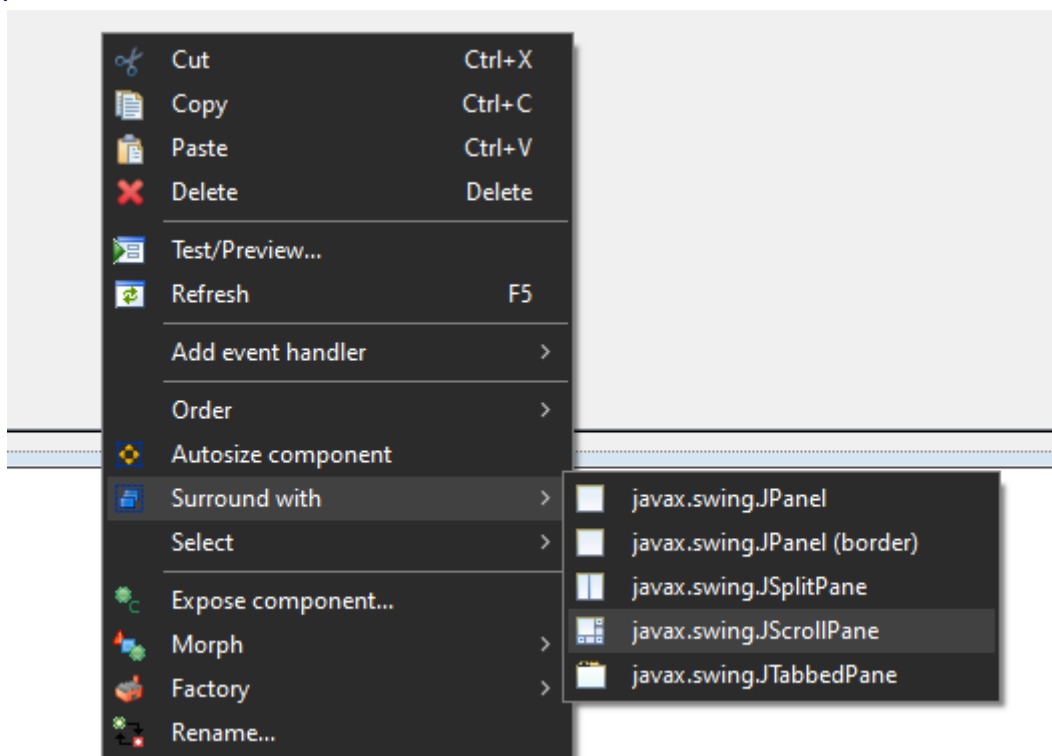 Cut Ctrl+X
Copy Ctrl+C
Paste Ctrl+V
Delete Delete
Test/Preview...
Refresh F5
Add event handler
Order
Autosize component
Surround with
Select
Expose component...
Morph
Factory
Rename...
javax.swing.JPanel
javax.swing.JPanel (border)
javax.swing.JSplitPane
javax.swing.JScrollPane
javax.swing.JTabbedPane